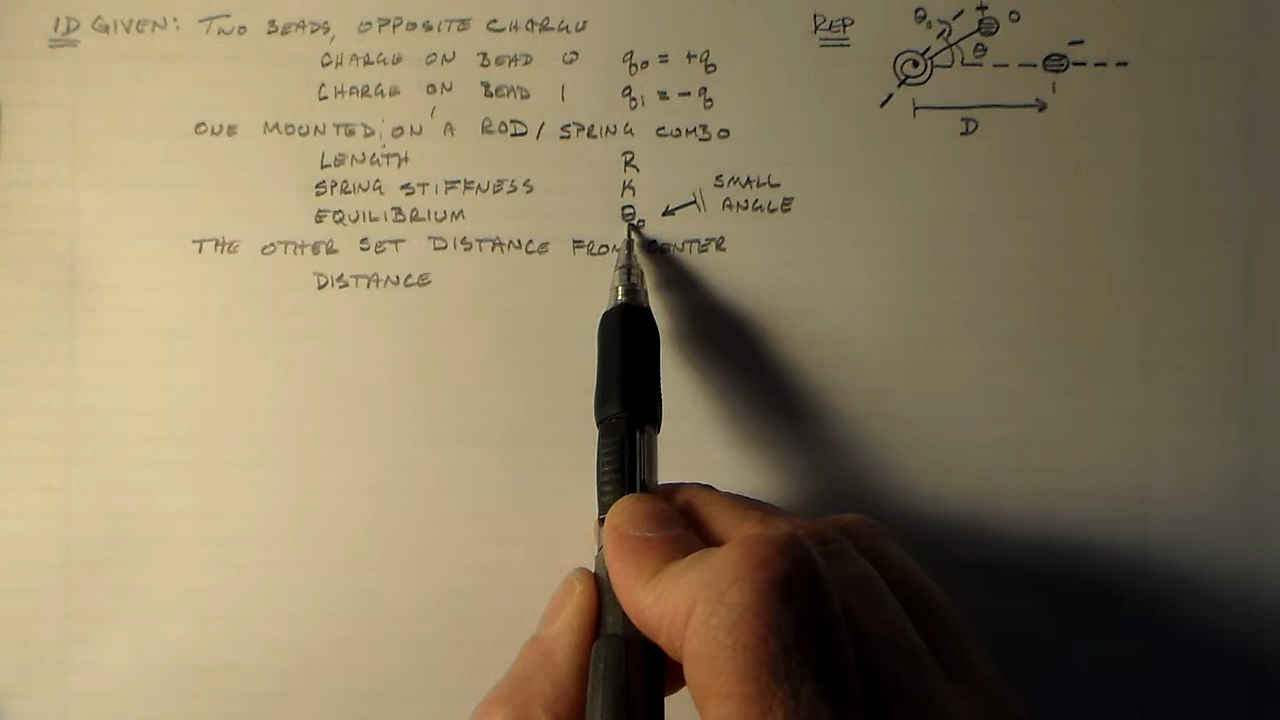 ID GIVEN: TWO BEADS, OPPOSITE CHARGE
CHARGE ON BEAD 0 q₀ = +q
CHARGE ON BEAD 1 q₁ = -q
ONE MOUNTED ON A ROD/SPRING COMBO
LENGTH R
SPRING STIFFNESS K
EQUILIBRIUM θ₀
SMALL
ANGLE
THE OTHER SET DISTANCE FROM CENTER
DISTANCE
REP
θ₀ + 0
θ -
1
D